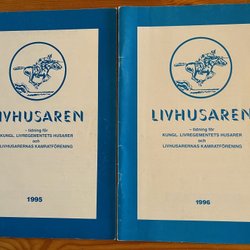 IVHUSAREN
– tidning för
KUNGL. LIVREGEMENTETS HUSARER
och
LIVHUSARERNAS KAMRATFÖRENING
1995
LIVHUSAREN
– tidning för
KUNGL. LIVREGEMENTETS HUSARER
och
LIVHUSARERNAS KAMRATFÖRENING
1996